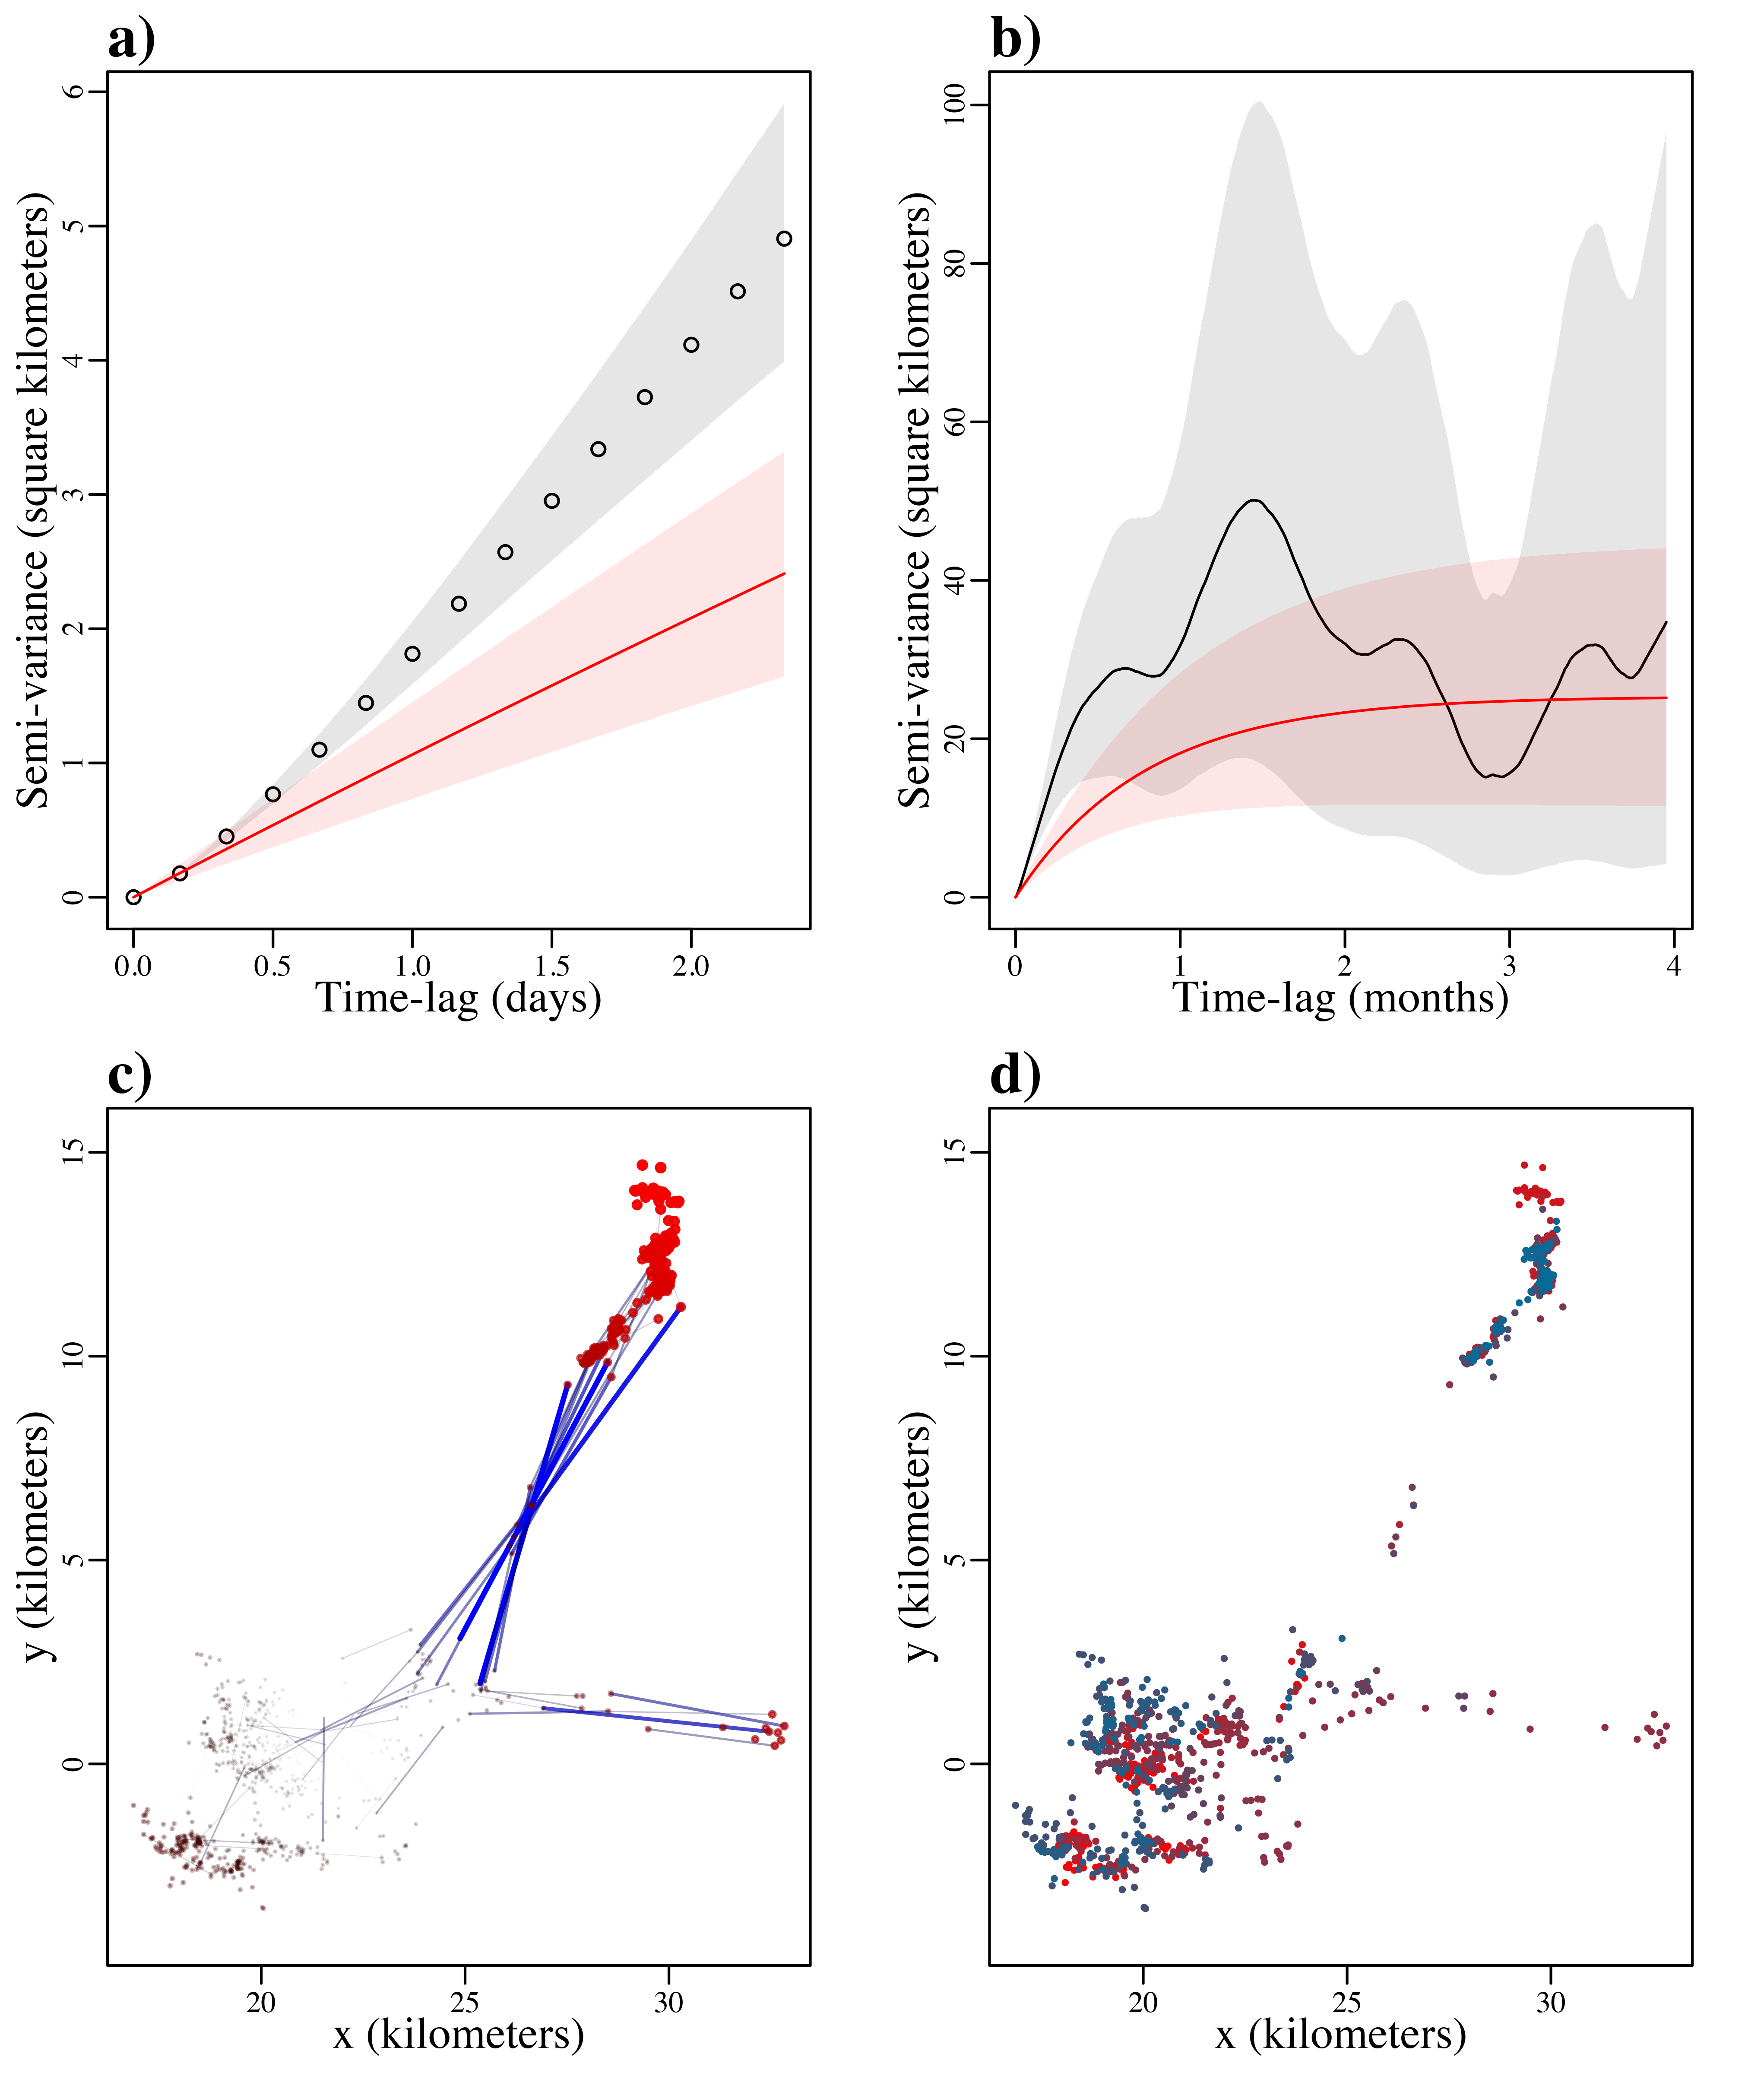 a)
Semi-variance (square kilometers)
6
5
4
3
2
1
0
0.0 0.5 1.0 1.5 2.0
Time-lag (days)
b)
Semi-variance (square kilometers)
100
80
60
40
20
0
0 1 2 3 4
Time-lag (months)
c)
y (kilometers)
15
10
5
0
20 25 30
x (kilometers)
d)
y (kilometers)
15
10
5
0
20 25 30
x (kilometers)